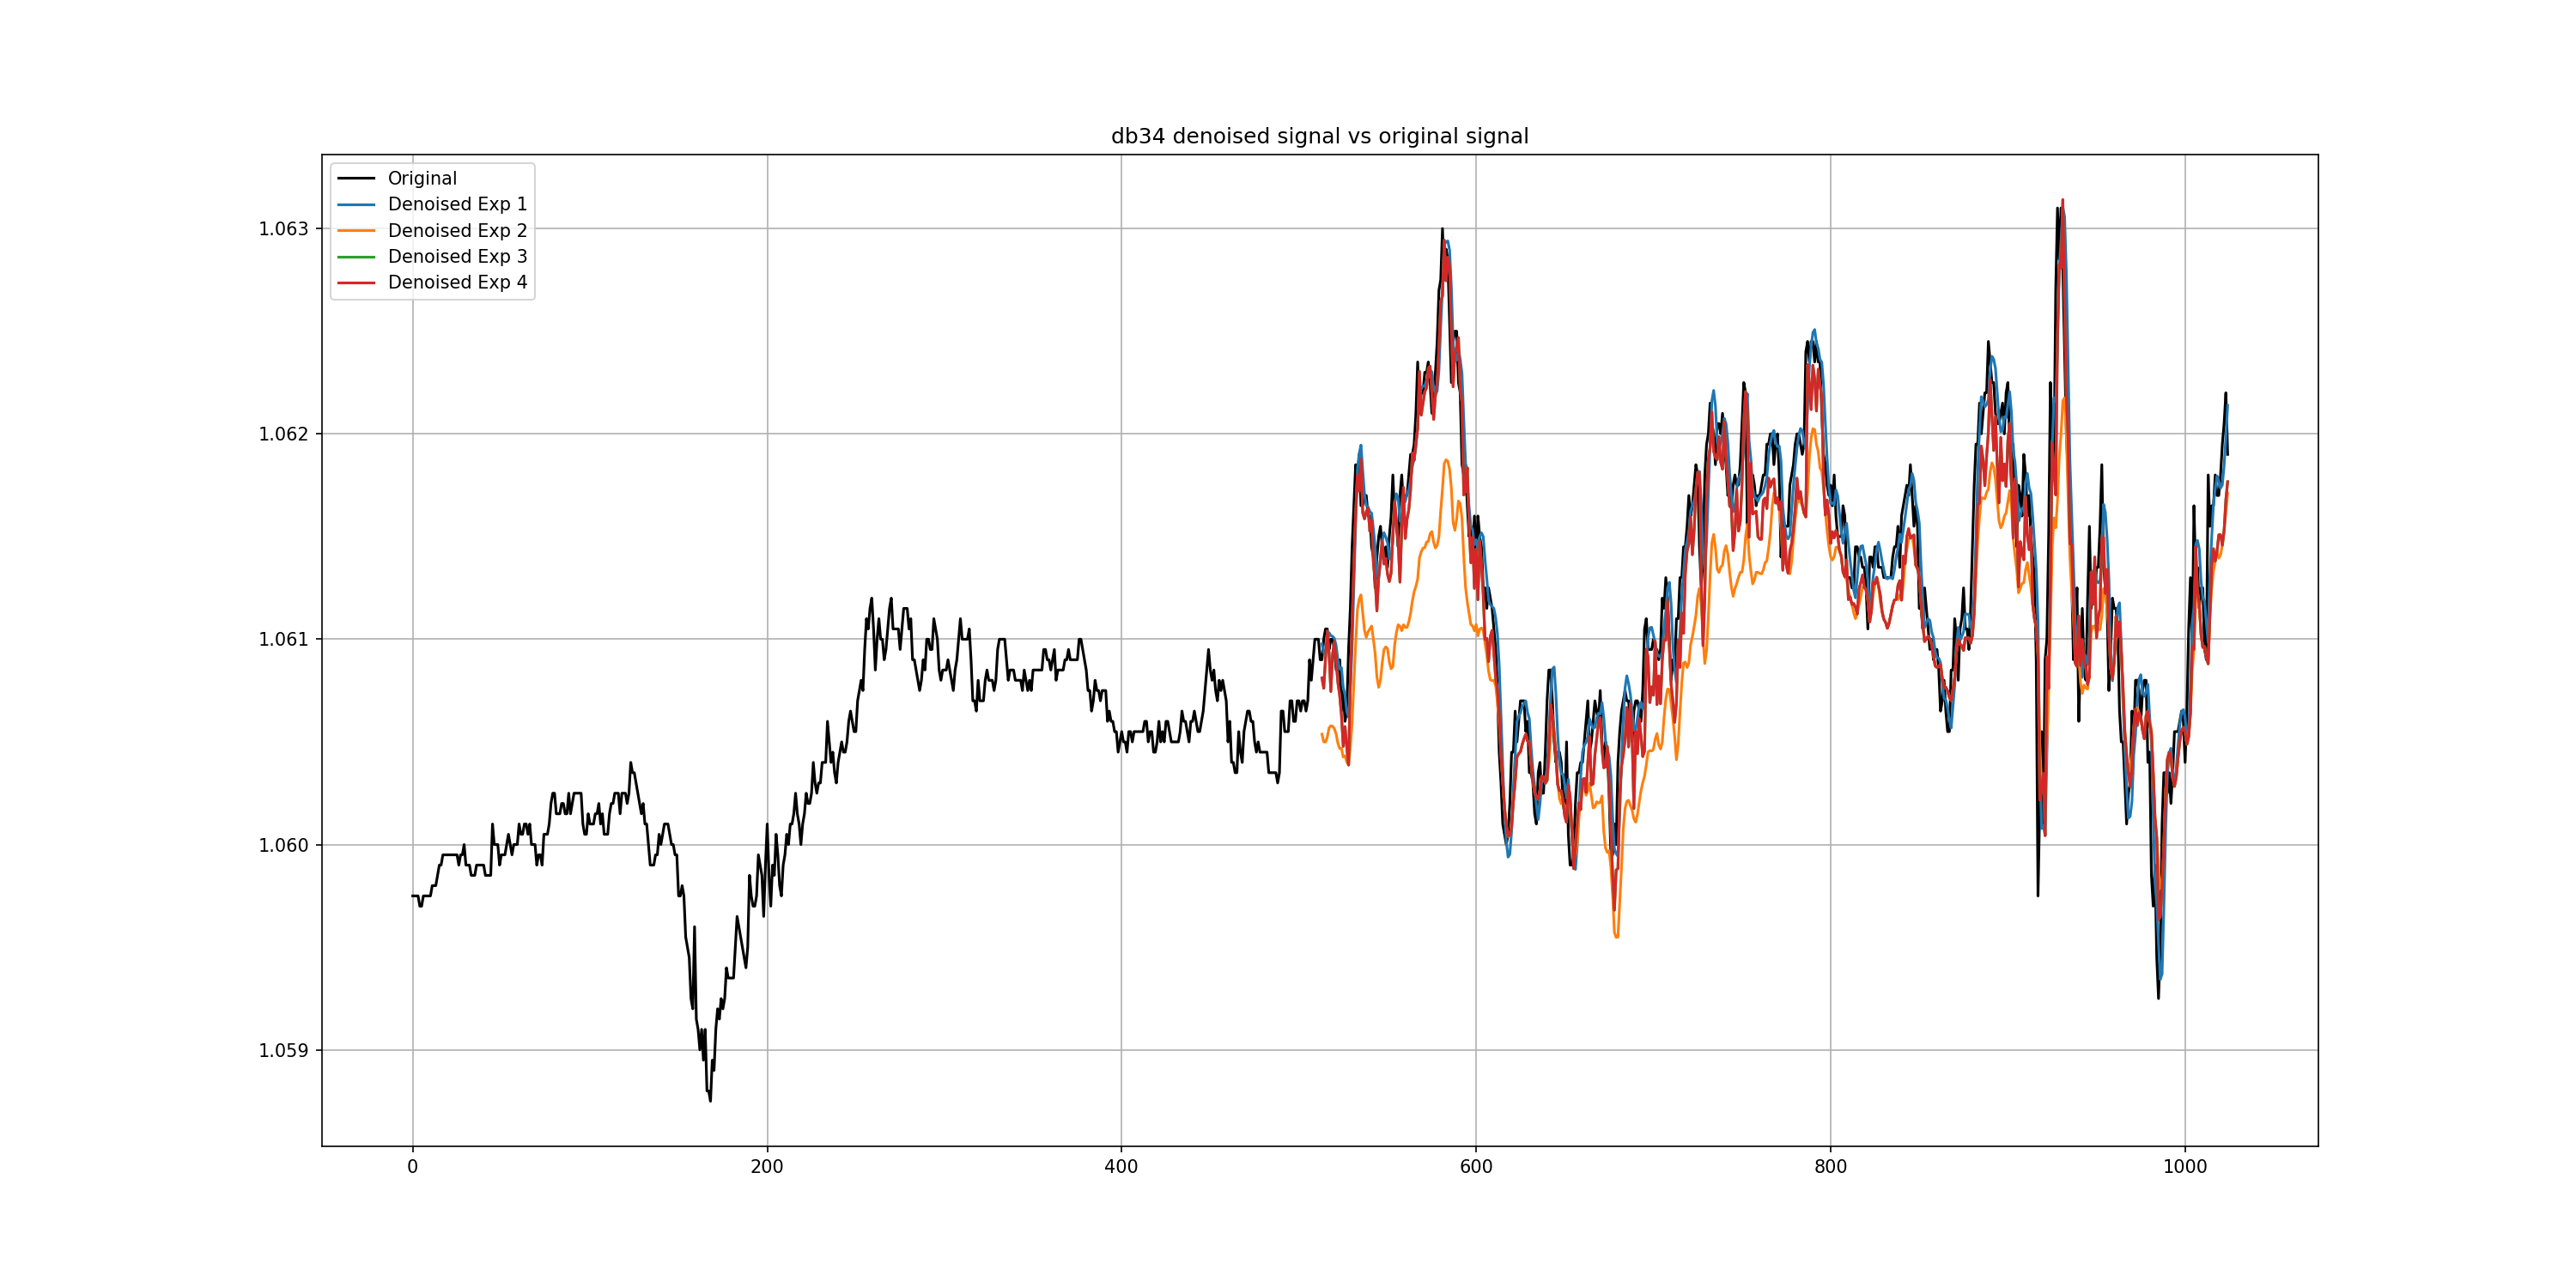 db34 denoised signal vs original signal
Original
Denoised Exp 1
Denoised Exp 2
Denoised Exp 3
Denoised Exp 4
1.063
1.062
1.061
1.060
1.059
0 200 400 600 800 1000